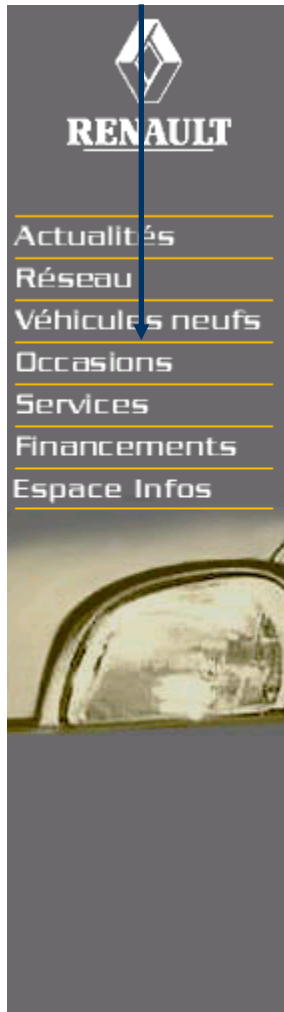 RENAULT
Actualités
Réseau
Véhicules neufs
Occasions
Services
Financements
Espace Infos